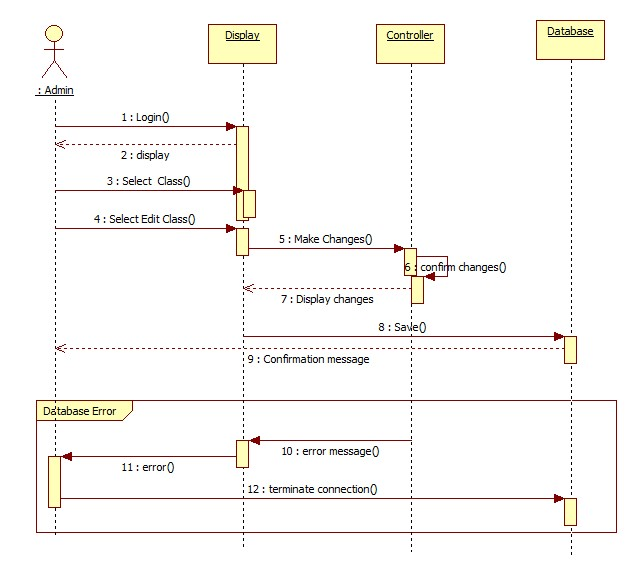 Display
Controller
Database
: Admin
1 : Login()
2 : display
3 : Select  Class()
4 : Select Edit Class()
5 : Make Changes()
6 : confirm changes()
7 : Display changes
8 : Save()
9 : Confirmation message
Database Error
10 : error message()
11 : error()
12 : terminate connection()